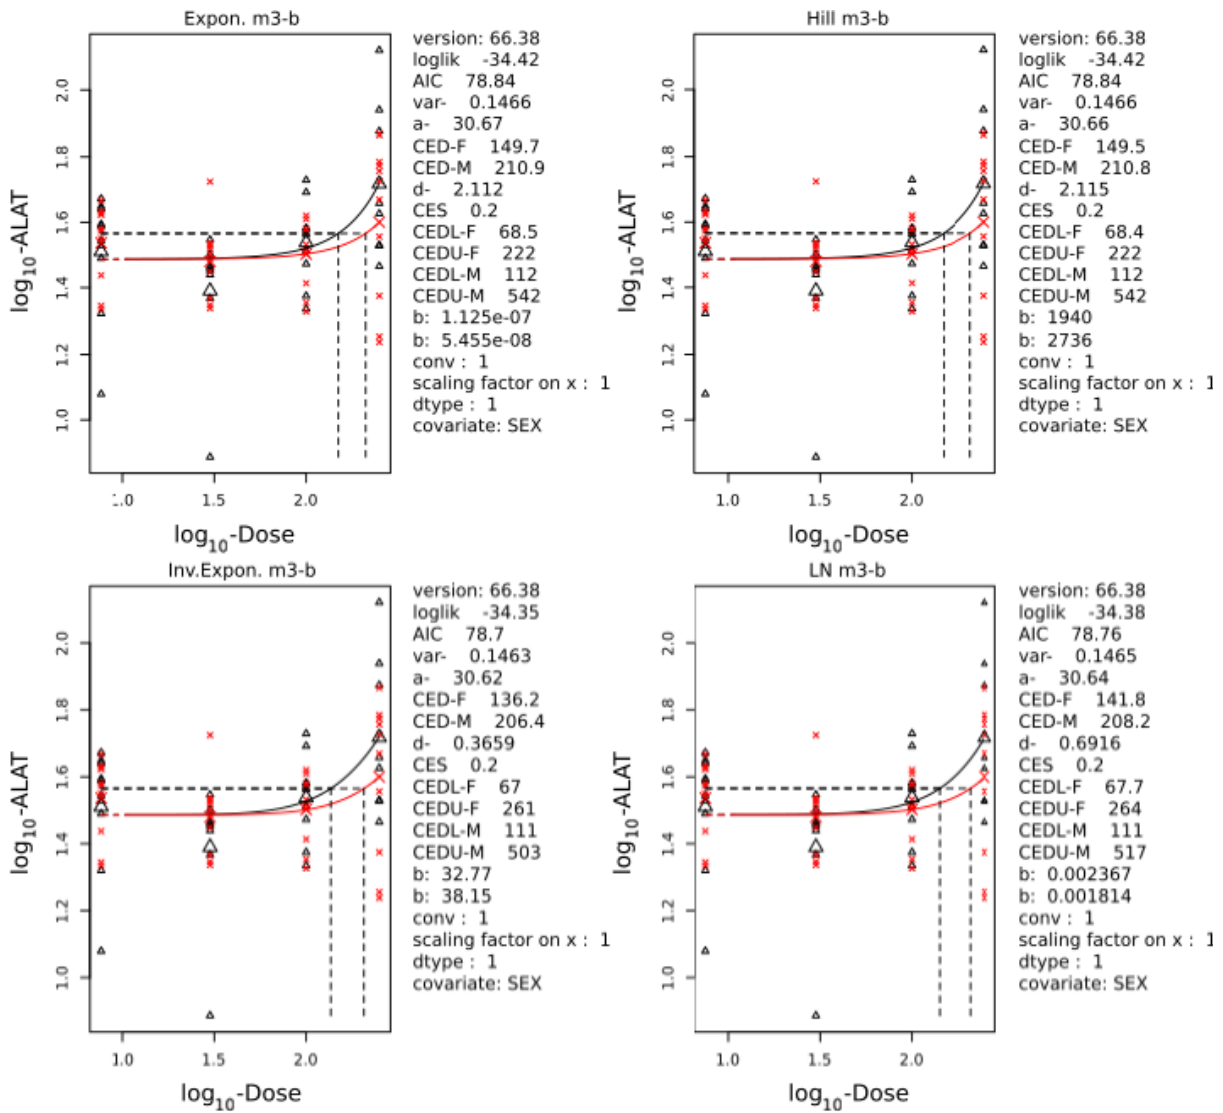 Expon. m3-b
version: 66.38
loglik -34.42
AIC 78.84
var- 0.1466
a- 30.67
CED-F 149.7
CED-M 210.9
d- 2.112
CES 0.2
CEDL-F 68.5
CEDU-F 222
CEDL-M 112
CEDU-M 542
b: 1.125e-07
b: 5.455e-08
conv : 1
scaling factor on x : 1
dtype : 1
covariate: SEX
log10-ALAT
2.0
1.8
1.6
1.4
1.2
1.0
1.5 2.0
log10-Dose
Hill m3-b
version: 66.38
loglik -34.42
AIC 78.84
var- 0.1466
a- 30.66
CED-F 149.5
CED-M 210.8
d- 2.115
CES 0.2
CEDL-F 68.4
CEDU-F 222
CEDL-M 112
CEDU-M 542
b: 1940
b: 2736
conv : 1
scaling factor on x : 1
dtype : 1
covariate: SEX
log10-ALAT
2.0
1.8
1.6
1.4
1.2
1.0
1.0 1.5 2.0
log10-Dose
Inv.Expon. m3-b
version: 66.38
loglik -34.35
AIC 78.7
var- 0.1463
a- 30.62
CED-F 136.2
CED-M 206.4
d- 0.3659
CES 0.2
CEDL-F 67
CEDU-F 261
CEDL-M 111
CEDU-M 503
b: 32.77
b: 38.15
conv : 1
scaling factor on x : 1
dtype : 1
covariate: SEX
log10-ALAT
2.0
1.8
1.6
1.4
1.2
1.0
1.0 1.5 2.0
log10-Dose
LN m3-b
version: 66.38
loglik -34.38
AIC 78.76
var- 0.1465
a- 30.64
CED-F 141.8
CED-M 208.2
d- 0.6916
CES 0.2
CEDL-F 67.7
CEDU-F 264
CEDL-M 111
CEDU-M 517
b: 0.002367
b: 0.001814
conv : 1
scaling factor on x : 1
dtype : 1
covariate: SEX
log10-ALAT
2.0
1.8
1.6
1.4
1.2
1.0
1.0 1.5 2.0
log10-Dose